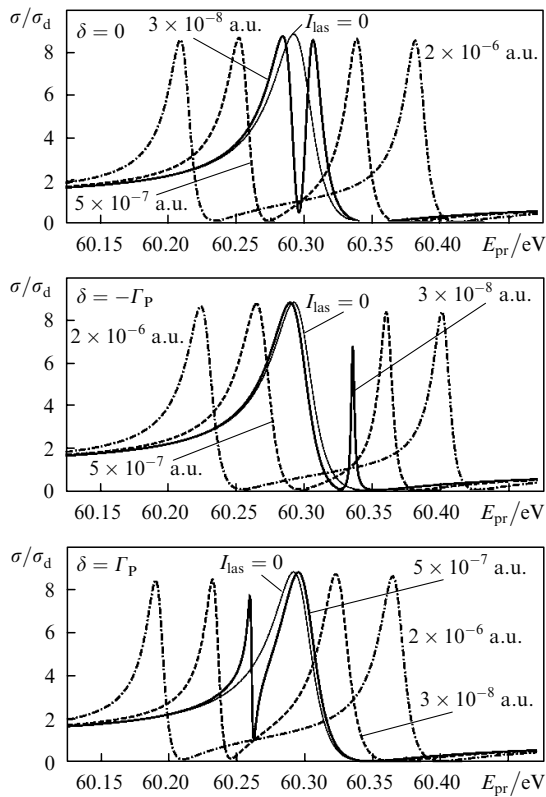 σ/σd
δ = 0
3 × 10⁻⁸ a.u.
Ilas = 0
2 × 10⁻⁶ a.u.
8
6
4
5 × 10⁻⁷ a.u.
2
0
60.15 60.20 60.25 60.30 60.35 60.40 Epr/eV
σ/σd
δ = −ΓP
Ilas = 0
3 × 10⁻⁸ a.u.
2 × 10⁻⁶ a.u.
8
6
4
5 × 10⁻⁷ a.u.
2
0
60.15 60.20 60.25 60.30 60.35 60.40 Epr/eV
σ/σd
δ = ΓP
Ilas = 0
5 × 10⁻⁷ a.u.
8
2 × 10⁻⁶ a.u.
6
4
3 × 10⁻⁸ a.u.
2
0
60.15 60.20 60.25 60.30 60.35 60.40 Epr/eV